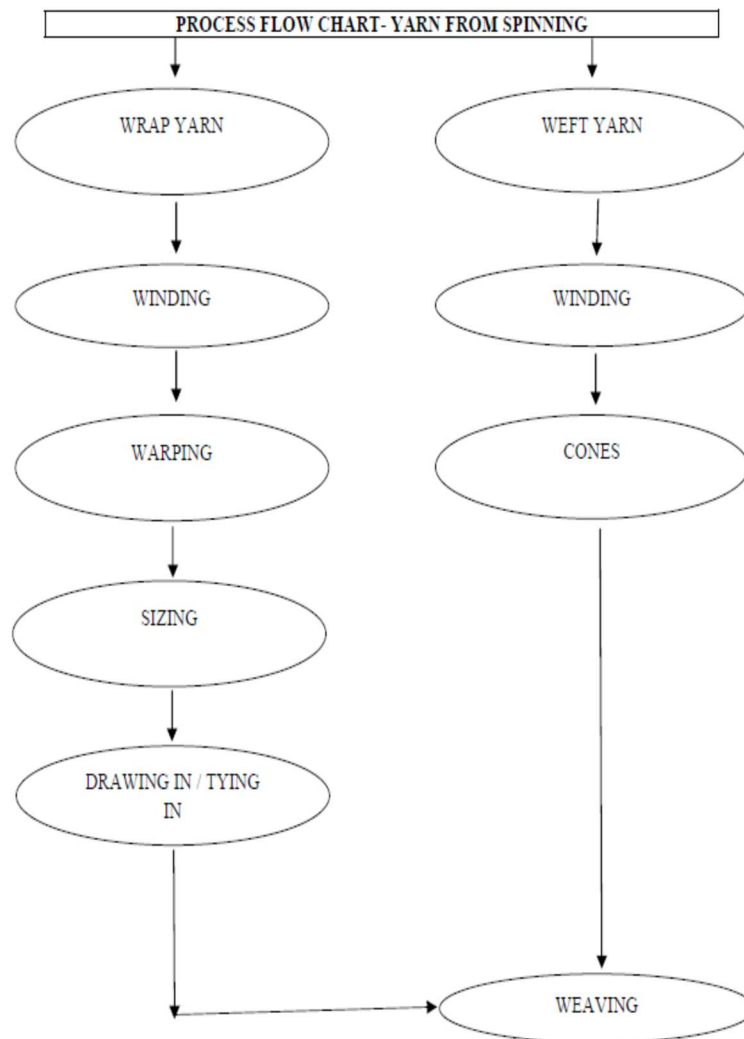 PROCESS FLOW CHART- YARN FROM SPINNING
WRAP YARN
WEFT YARN
WINDING
WINDING
WARPING
CONES
SIZING
DRAWING IN / TYING
IN
WEAVING